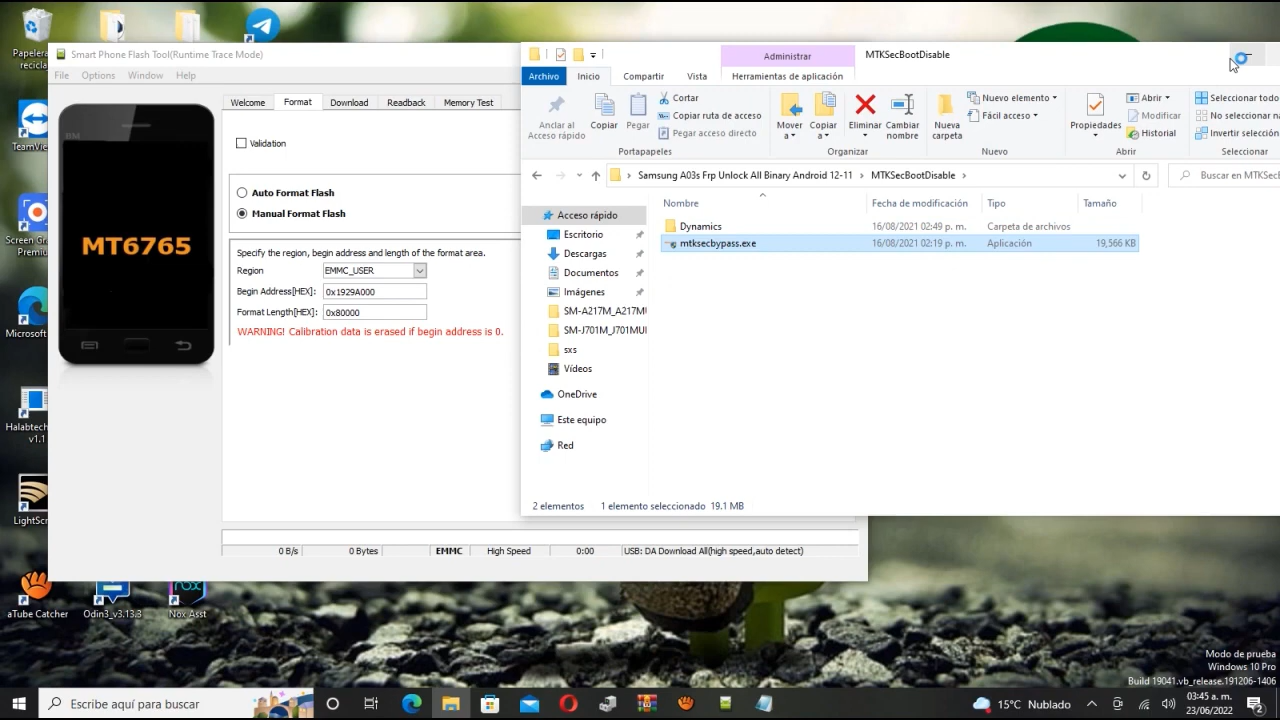 Papelera
recicla
TeamView
Screen Gra
Premie
Microsof
Halabtech
v1.1
LightScr
aTube Catcher
Odin3_v3.13.3
nox
Nox Asst
Smart Phone Flash Tool(Runtime Trace Mode)
File Options Window Help
BM
MT6765
Welcome Format Download Readback Memory Test
Validation
Auto Format Flash
Manual Format Flash
Specify the region, begin address and length of the format area.
Region EMMC_USER
Begin Address[HEX]: 0x1929A000
Format Length[HEX]: 0x80000
WARNING! Calibration data is erased if begin address is 0.
0 B/s 0 Bytes EMMC High Speed 0:00 USB: DA Download All(high speed,auto detect)
Administrar MTKSecBootDisable
Archivo Inicio Compartir Vista Herramientas de aplicación
Anclar al
Acceso rápido
Copiar
Pegar
Cortar
Copiar ruta de acceso
Pegar acceso directo
Portapapeles
Mover
a
Copiar
a
Eliminar
Cambiar
nombre
Organizar
Nueva
carpeta
Nuevo elemento
Fácil acceso
Nuevo
Propiedades
Abrir
Modificar
Historial
Abrir
Seleccionar todo
No seleccionar na
Invertir selección
Seleccionar
Samsung A03s Frp Unlock All Binary Android 12-11 › MTKSecBootDisable ›
Buscar en MTKSecB
Nombre Fecha de modificación Tipo Tamaño
Dynamics 16/08/2021 02:49 p. m. Carpeta de archivos
mtksecbypass.exe 16/08/2021 02:19 p. m. Aplicación 19,566 KB
Acceso rápido
Escritorio
Descargas
Documentos
Imágenes
SM-A217M_A217MU
SM-J701M_J701MUI
sxs
Vídeos
OneDrive
Este equipo
Red
2 elementos 1 elemento seleccionado 19.1 MB
Modo de prueba
Windows 10 Pro
Build 19041.vb_release.191206-1406
Escribe aquí para buscar
15°C Nublado
03:45 a. m.
23/06/2022
2